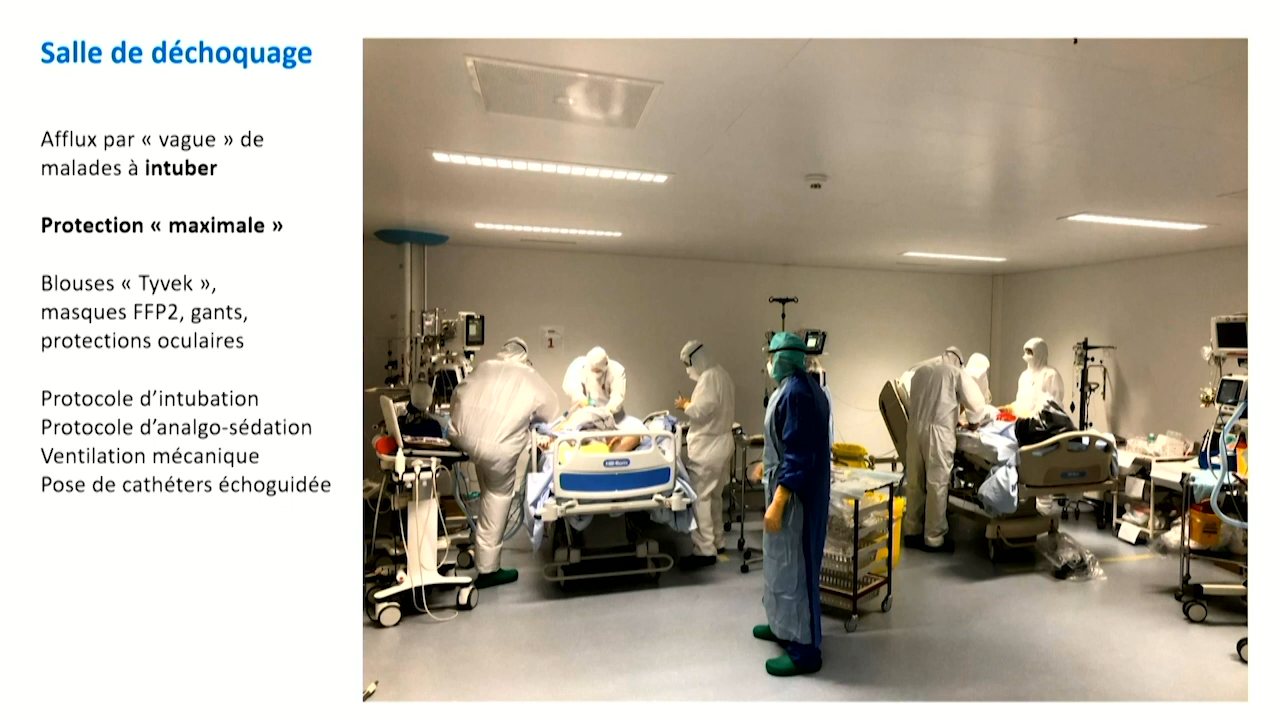 Salle de déchoquage
Afflux par « vague » de
malades à intuber
Protection « maximale »
Blouses « Tyvek »,
masques FFP2, gants,
protections oculaires
Protocole d’intubation
Protocole d’analgo-sédation
Ventilation mécanique
Pose de cathéters échoguidée
1